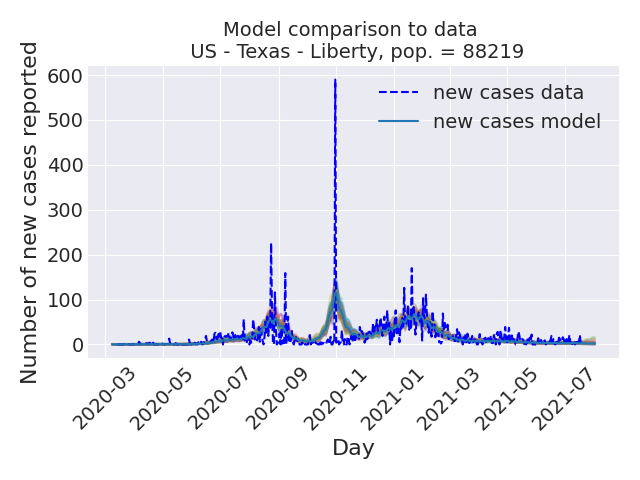 Model comparison to data
US - Texas - Liberty, pop. = 88219
Number of new cases reported
600
500
400
300
200
100
0
new cases data
new cases model
2020-03
2020-05
2020-07
2020-09
2020-11
2021-01
2021-03
2021-05
2021-07
Day